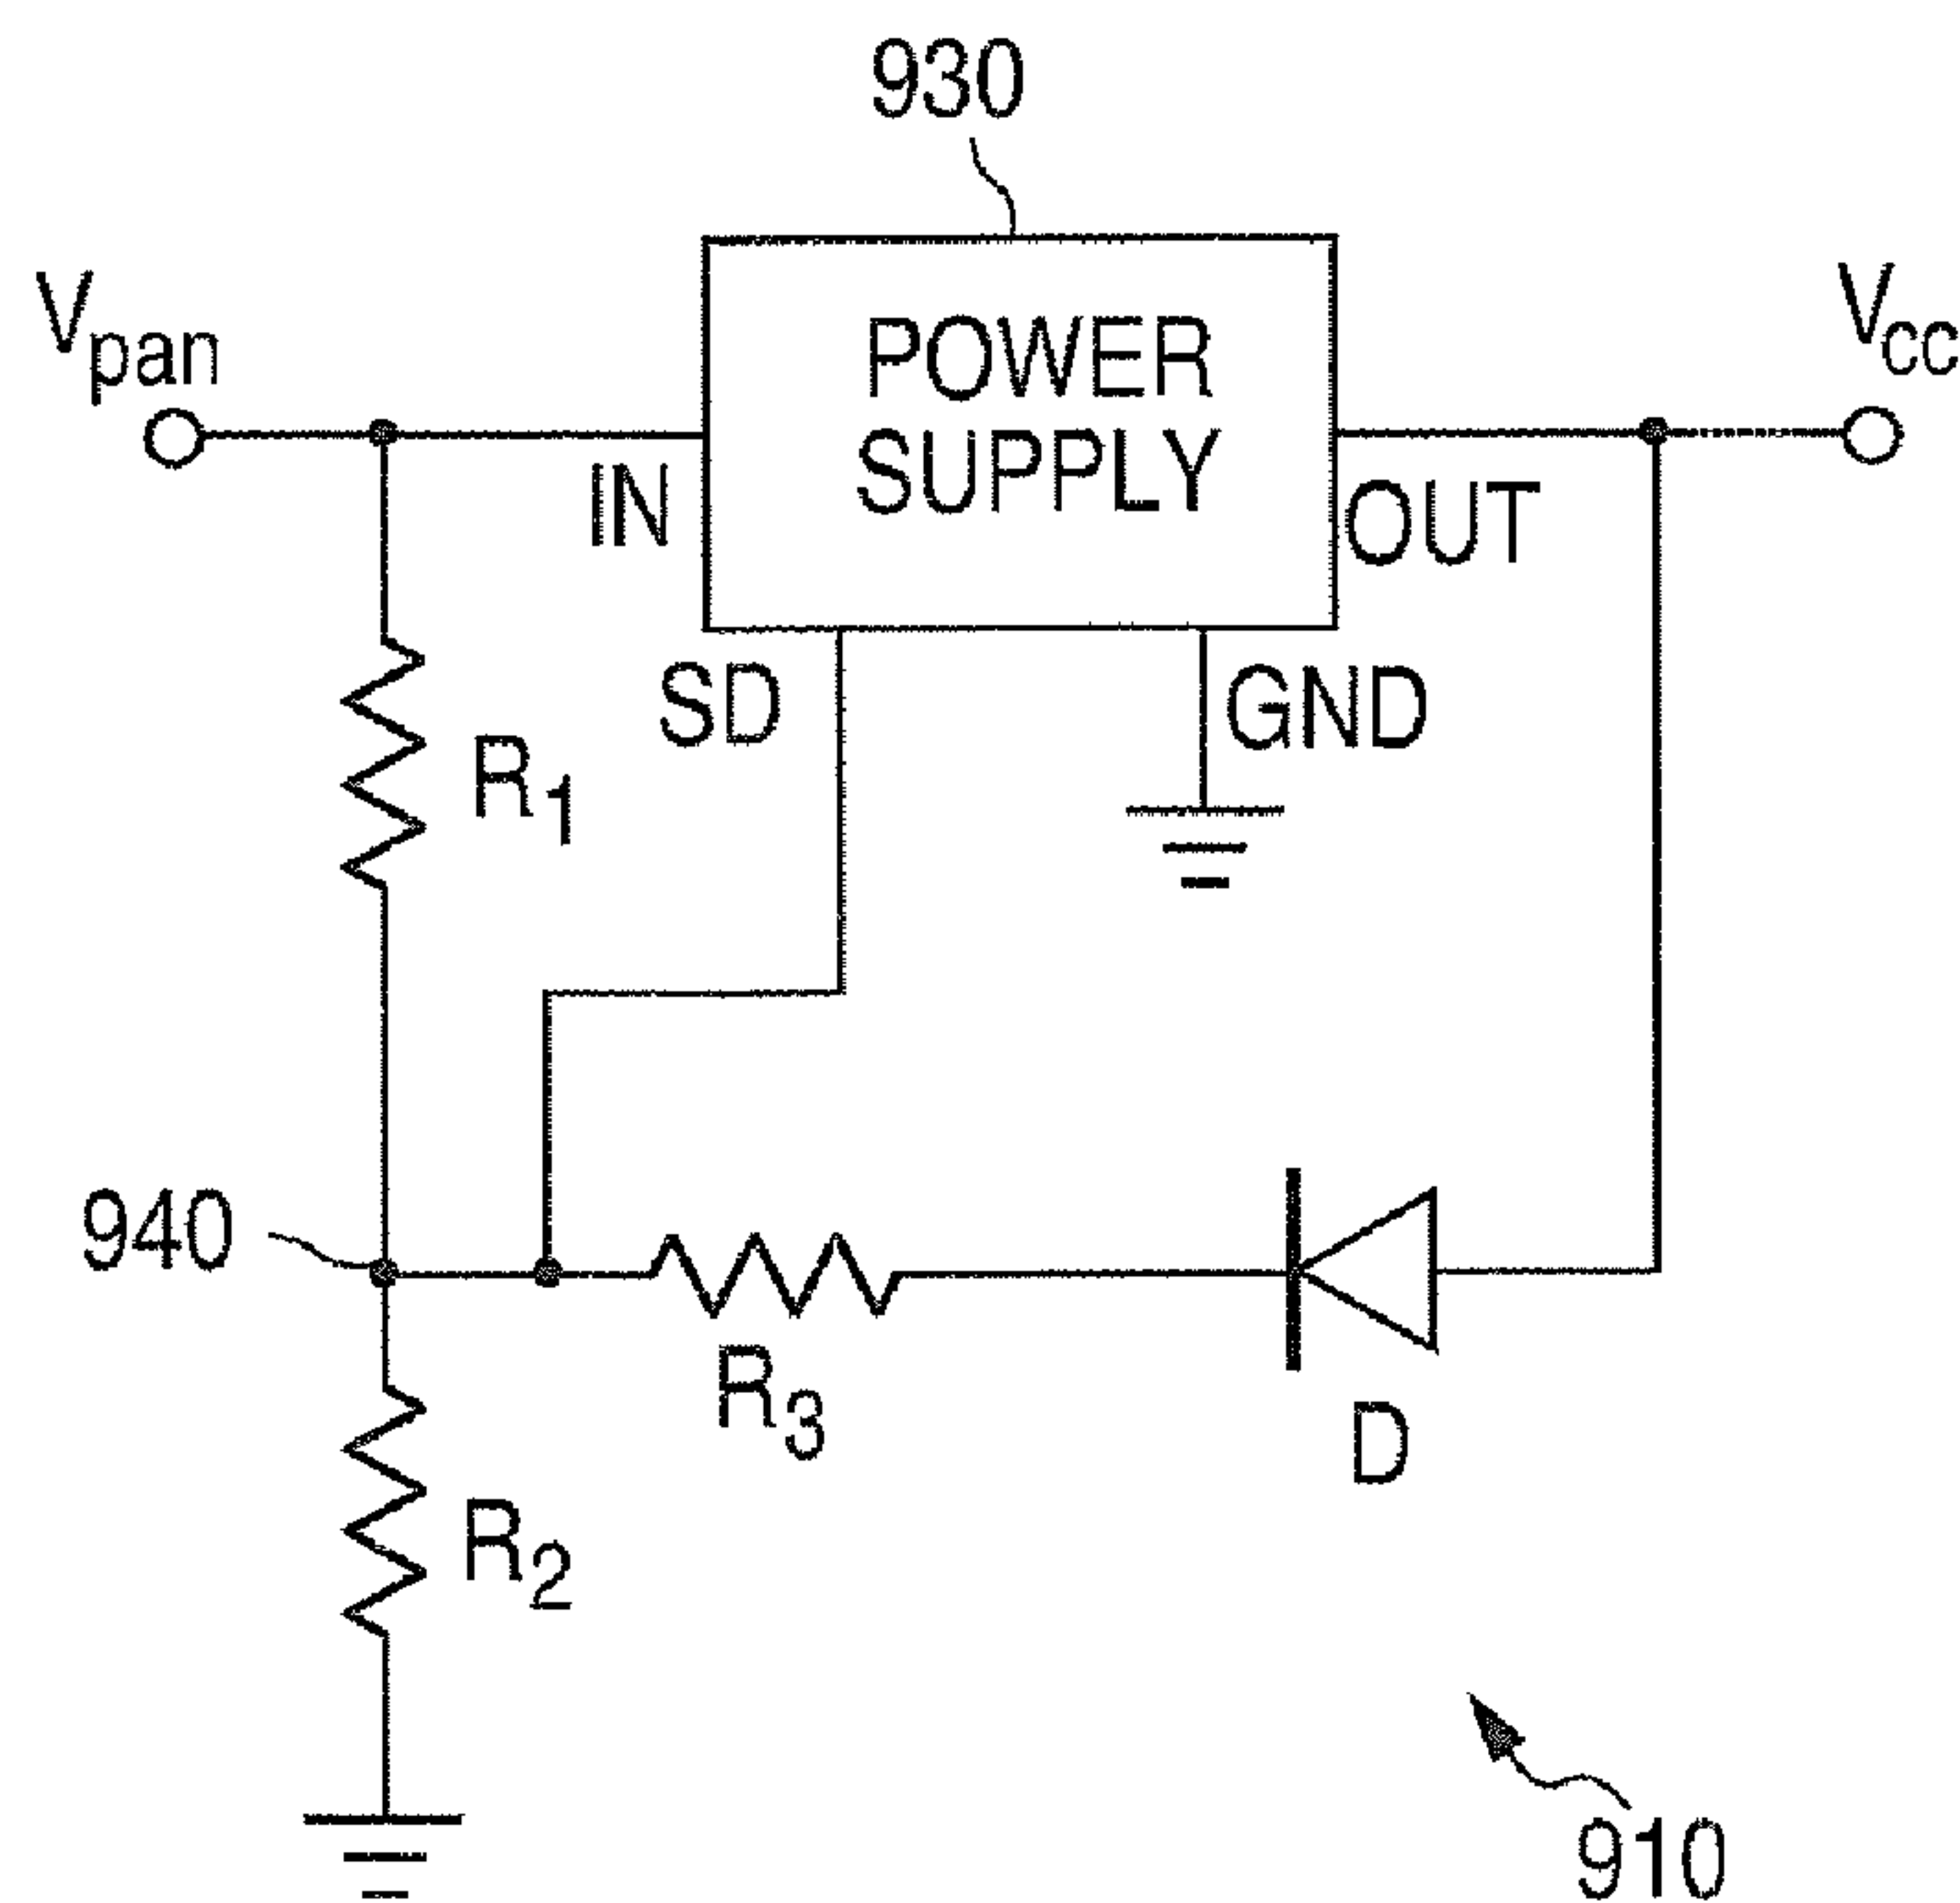 930
Vpan
Vcc
POWER
SUPPLY
IN
OUT
SD
GND
R1
940
R3
D
R2
910